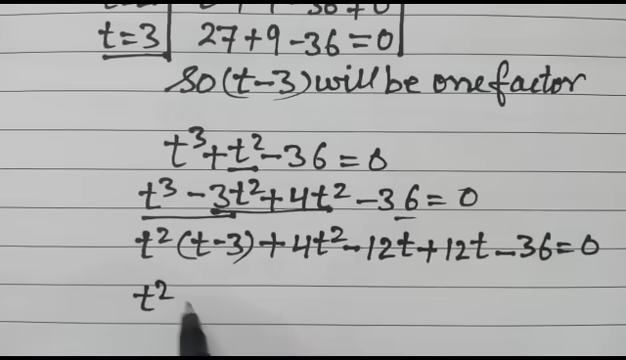 t=3 | 27+9-36=0
So (t-3) will be one factor
t³+t²-36=0
t³-3t²+4t²-36=0
t²(t-3)+4t²-12t+12t-36=0
t²